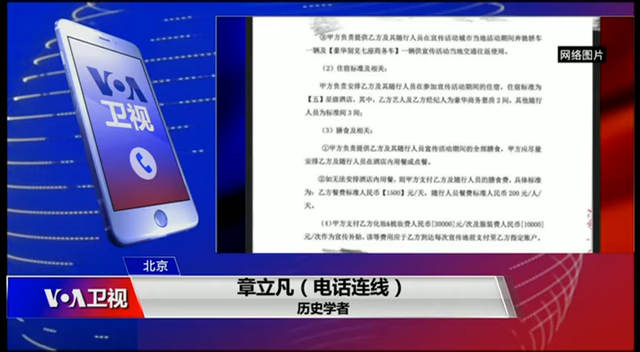 ③甲方负责提供乙方及其随行人员在宣传活动城市当地活动期间奔驰轿车
一辆及【豪华别克七座商务车】一辆供宣传活动当地交通往返使用。
网络图片
（2）住宿标准及相关：
甲方负责安排乙方及其随行人员在参加宣传活动期间的住宿，住宿标准为
【五】星级酒店，其中，乙方艺人及乙方经纪人为豪华商务套房2间，其他随行
人员为标准间3间；
（3）膳食及相关：
①甲方负责提供乙方及其随行人员宣传活动期间的全部膳食，甲方应尽量
安排乙方及随行人员在酒店内用餐或点餐。
②如无法安排酒店内用餐，则甲方支付乙方及随行人员的膳食费，具体标准
为：乙方餐费标准人民币【1500】元/天，随行人员餐费标准人民币200元/人/
天。
（4）甲方支付乙方化妆&梳妆费人民币[30000]元/次及服装费人民币[10000]
元/次作为宣传补贴，该等费用应于乙方到达每次宣传地前支付至乙方指定账户。
VOA
卫视
北京
VOA卫视
章立凡（电话连线）
历史学者